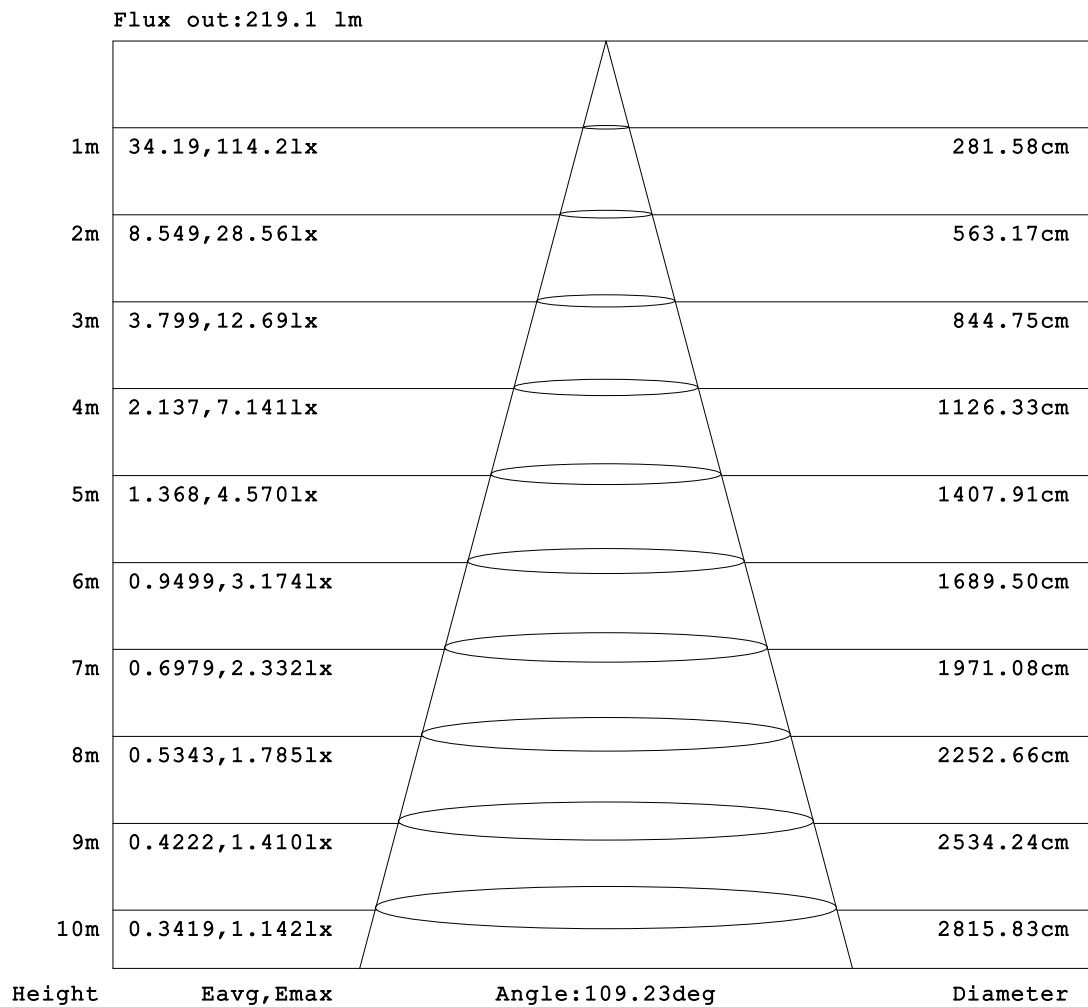 Flux out:219.1 lm
1m 34.19,114.2lx 281.58cm
2m 8.549,28.56lx 563.17cm
3m 3.799,12.69lx 844.75cm
4m 2.137,7.141lx 1126.33cm
5m 1.368,4.570lx 1407.91cm
6m 0.9499,3.174lx 1689.50cm
7m 0.6979,2.332lx 1971.08cm
8m 0.5343,1.785lx 2252.66cm
9m 0.4222,1.410lx 2534.24cm
10m 0.3419,1.142lx 2815.83cm
Height Eavg,Emax Angle:109.23deg Diameter